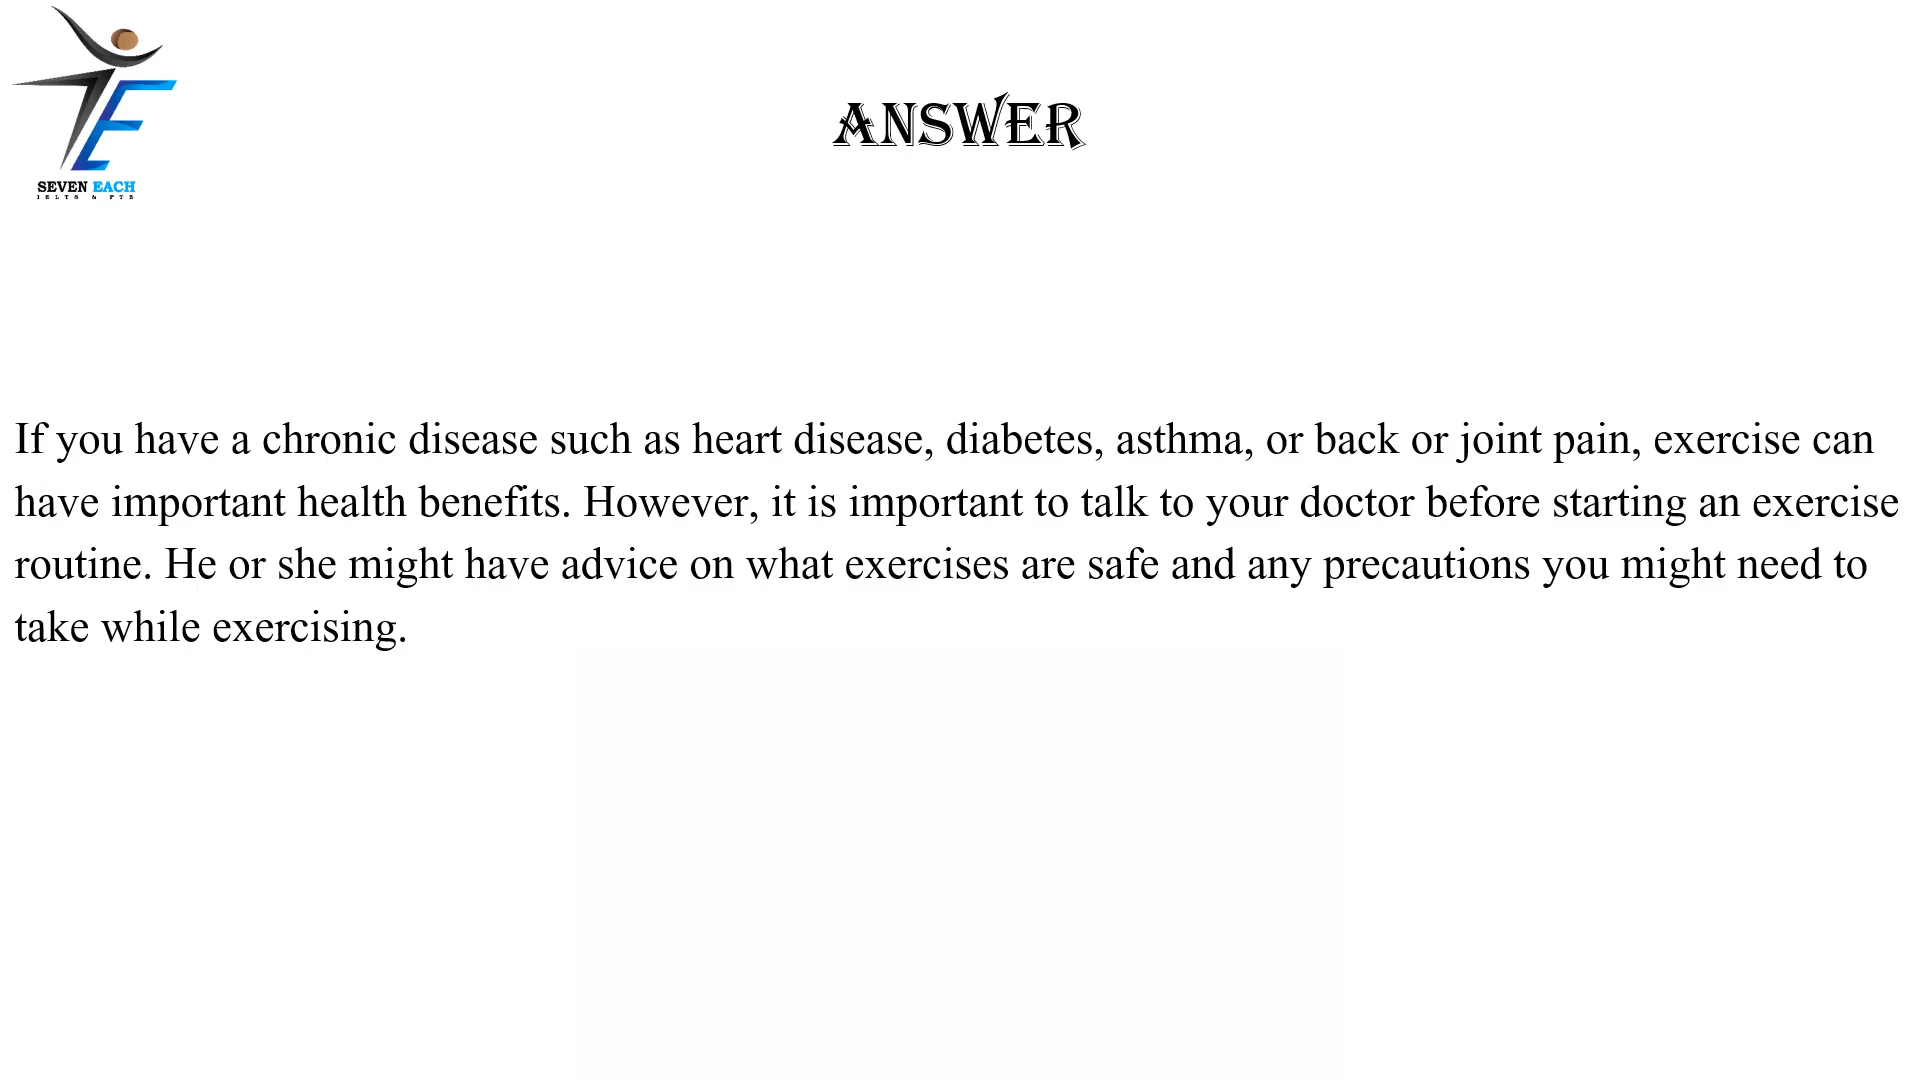 SEVEN EACH
IELTS & PTE
ANSWER
If you have a chronic disease such as heart disease, diabetes, asthma, or back or joint pain, exercise can
have important health benefits. However, it is important to talk to your doctor before starting an exercise
routine. He or she might have advice on what exercises are safe and any precautions you might need to
take while exercising.